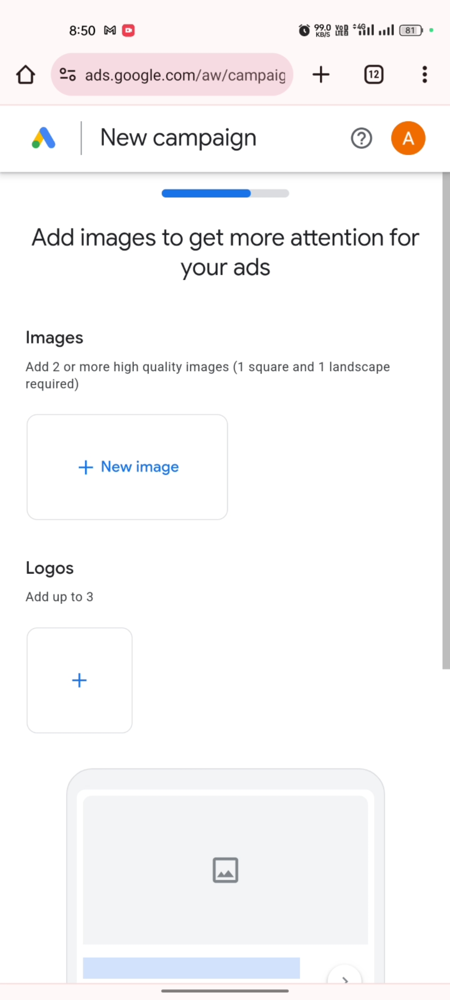 8:50
99.0 KB/S
4G
81
ads.google.com/aw/campaig
12
New campaign
A
Add images to get more attention for
your ads
Images
Add 2 or more high quality images (1 square and 1 landscape
required)
+ New image
Logos
Add up to 3
+